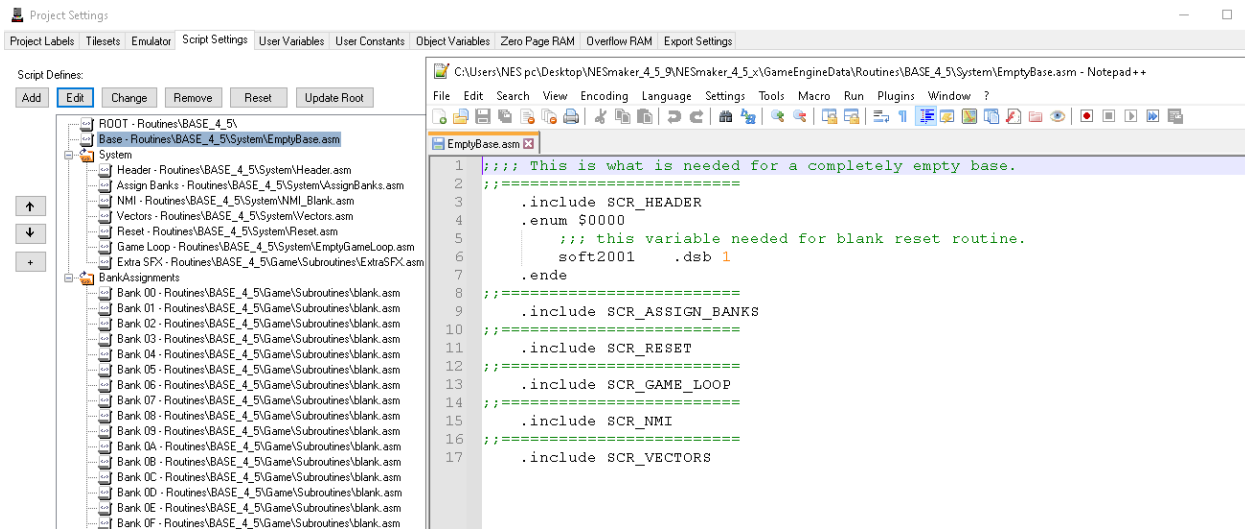 Project Settings
Project Labels Tilesets Emulator Script Settings User Variables User Constants Object Variables Zero Page RAM Overflow RAM Export Settings
Script Defines:
Add Edit Change Remove Reset Update Root
ROOT - Routines\BASE_4_5\
Base - Routines\BASE_4_5\System\EmptyBase.asm
System
Header - Routines\BASE_4_5\System\Header.asm
Assign Banks - Routines\BASE_4_5\System\AssignBanks.asm
NMI - Routines\BASE_4_5\System\NMI_Blank.asm
Vectors - Routines\BASE_4_5\System\Vectors.asm
Reset - Routines\BASE_4_5\System\Reset.asm
Game Loop - Routines\BASE_4_5\System\EmptyGameLoop.asm
Extra SFX - Routines\BASE_4_5\Game\Subroutines\ExtraSFX.asm
BankAssignments
Bank 00 - Routines\BASE_4_5\Game\Subroutines\blank.asm
Bank 01 - Routines\BASE_4_5\Game\Subroutines\blank.asm
Bank 02 - Routines\BASE_4_5\Game\Subroutines\blank.asm
Bank 03 - Routines\BASE_4_5\Game\Subroutines\blank.asm
Bank 04 - Routines\BASE_4_5\Game\Subroutines\blank.asm
Bank 05 - Routines\BASE_4_5\Game\Subroutines\blank.asm
Bank 06 - Routines\BASE_4_5\Game\Subroutines\blank.asm
Bank 07 - Routines\BASE_4_5\Game\Subroutines\blank.asm
Bank 08 - Routines\BASE_4_5\Game\Subroutines\blank.asm
Bank 09 - Routines\BASE_4_5\Game\Subroutines\blank.asm
Bank 0A - Routines\BASE_4_5\Game\Subroutines\blank.asm
Bank 0B - Routines\BASE_4_5\Game\Subroutines\blank.asm
Bank 0C - Routines\BASE_4_5\Game\Subroutines\blank.asm
Bank 0D - Routines\BASE_4_5\Game\Subroutines\blank.asm
Bank 0E - Routines\BASE_4_5\Game\Subroutines\blank.asm
Bank 0F - Routines\BASE_4_5\Game\Subroutines\blank.asm
C:\Users\NES pc\Desktop\NESmaker_4_5_9\NESmaker_4_5_x\GameEngineData\Routines\BASE_4_5\System\EmptyBase.asm - Notepad++
File Edit Search View Encoding Language Settings Tools Macro Run Plugins Window ?
EmptyBase.asm
1 ;;;; This is what is needed for a completely empty base.
2 ;;==========================
3 .include SCR_HEADER
4 .enum $0000
5 ;;; this variable needed for blank reset routine.
6 soft2001 .dsb 1
7 .ende
8 ;;==========================
9 .include SCR_ASSIGN_BANKS
10 ;;==========================
11 .include SCR_RESET
12 ;;==========================
13 .include SCR_GAME_LOOP
14 ;;==========================
15 .include SCR_NMI
16 ;;==========================
17 .include SCR_VECTORS